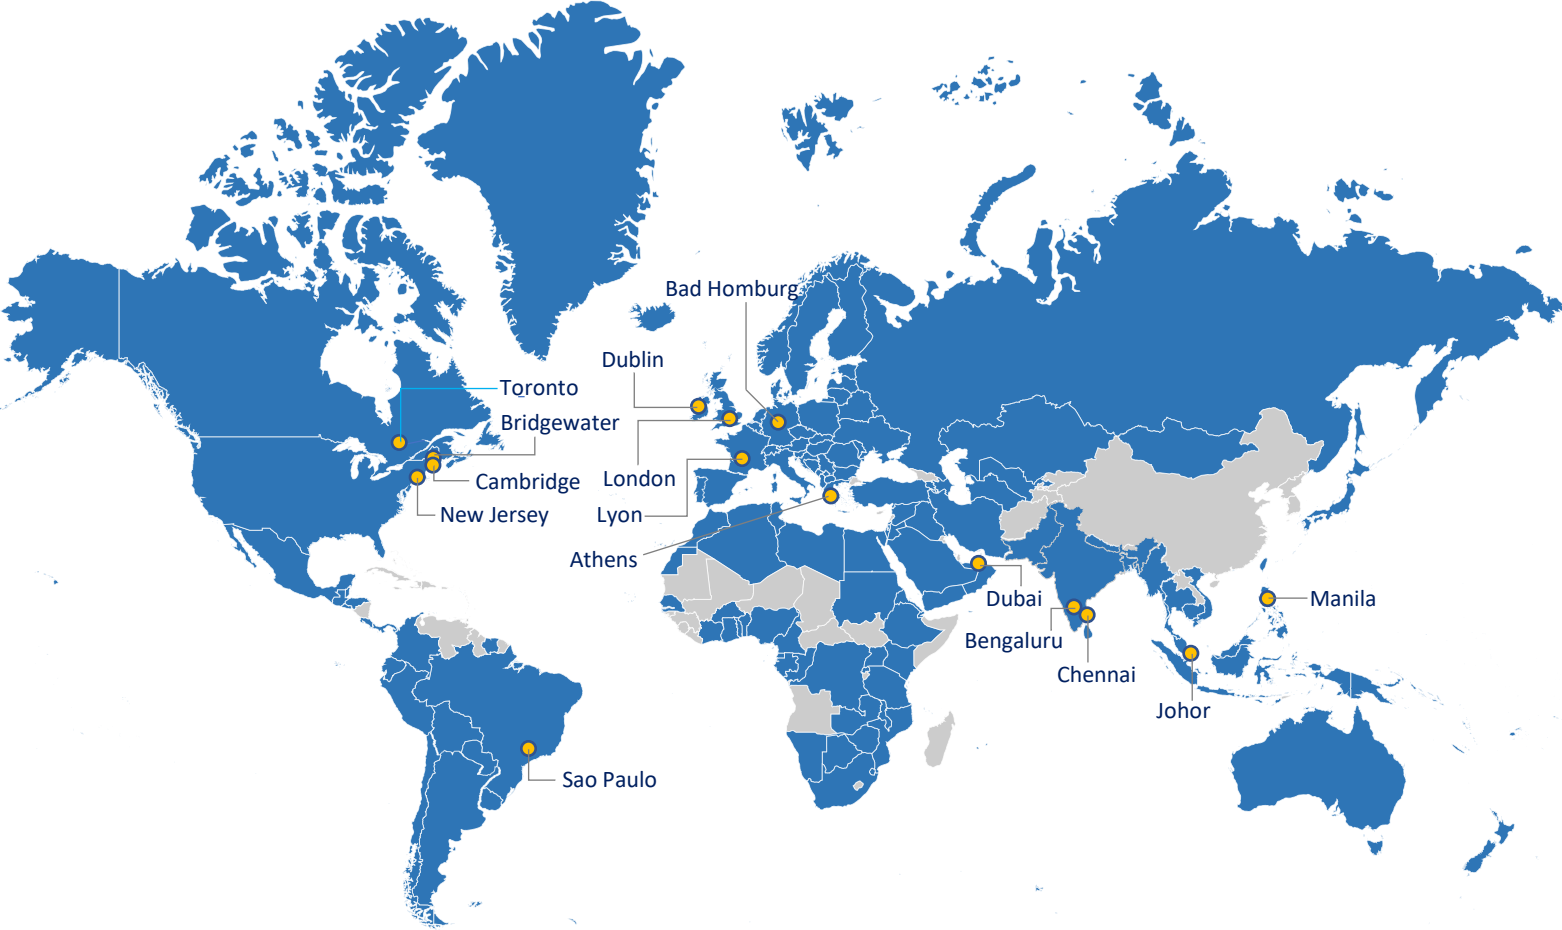 Bad Homburg
Dublin
Toronto
Bridgewater
London
Cambridge
Lyon
New Jersey
Athens
Dubai
Manila
Bengaluru
Chennai
Johor
Sao Paulo